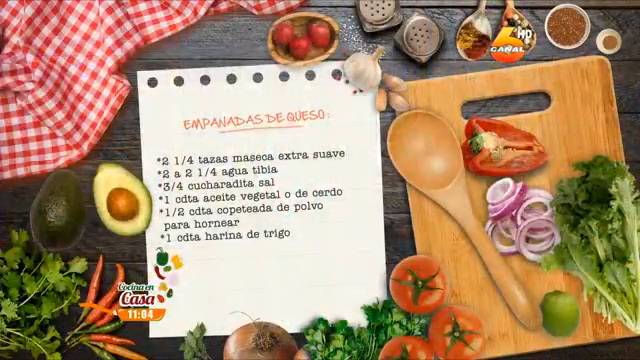 HD
CANAL 6
EMPANADAS DE QUESO:
*2 1/4 tazas maseca extra suave
*2 a 2 1/4 agua tibia
*3/4 cucharadita sal
*1 cdta aceite vegetal o de cerdo
*1/2 cdta copeteada de polvo
para hornear
*1 cdta harina de trigo
Cocina en
Casa
11:04